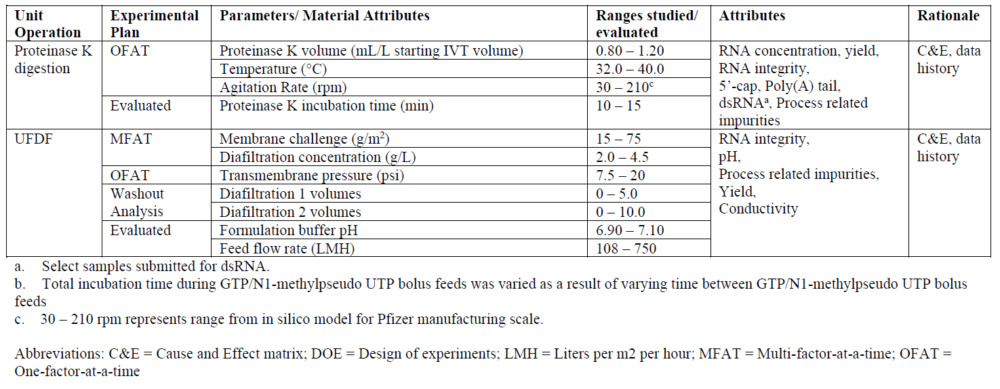 Unit Operation	Experimental Plan	Parameters/ Material Attributes	Ranges studied/ evaluated	Attributes	Rationale
Proteinase K digestion	OFAT	Proteinase K volume (mL/L starting IVT volume)	0.80 – 1.20	RNA concentration, yield, RNA integrity, 5’-cap, Poly(A) tail, dsRNAᵃ, Process related impurities	C&E, data history
Temperature (°C)	32.0 – 40.0
Agitation Rate (rpm)	30 – 210ᶜ
Evaluated	Proteinase K incubation time (min)	10 – 15
UFDF	MFAT	Membrane challenge (g/m²)	15 – 75	RNA integrity, pH, Process related impurities, Yield, Conductivity	C&E, data history
Diafiltration concentration (g/L)	2.0 – 4.5
OFAT	Transmembrane pressure (psi)	7.5 – 20
Washout Analysis	Diafiltration 1 volumes	0 – 5.0
Diafiltration 2 volumes	0 – 10.0
Evaluated	Formulation buffer pH	6.90 – 7.10
Feed flow rate (LMH)	108 – 750
a. Select samples submitted for dsRNA.
b. Total incubation time during GTP/N1-methylpseudo UTP bolus feeds was varied as a result of varying time between GTP/N1-methylpseudo UTP bolus
feeds
c. 30 – 210 rpm represents range from in silico model for Pfizer manufacturing scale.
Abbreviations: C&E = Cause and Effect matrix; DOE = Design of experiments; LMH = Liters per m2 per hour; MFAT = Multi-factor-at-a-time; OFAT =
One-factor-at-a-time